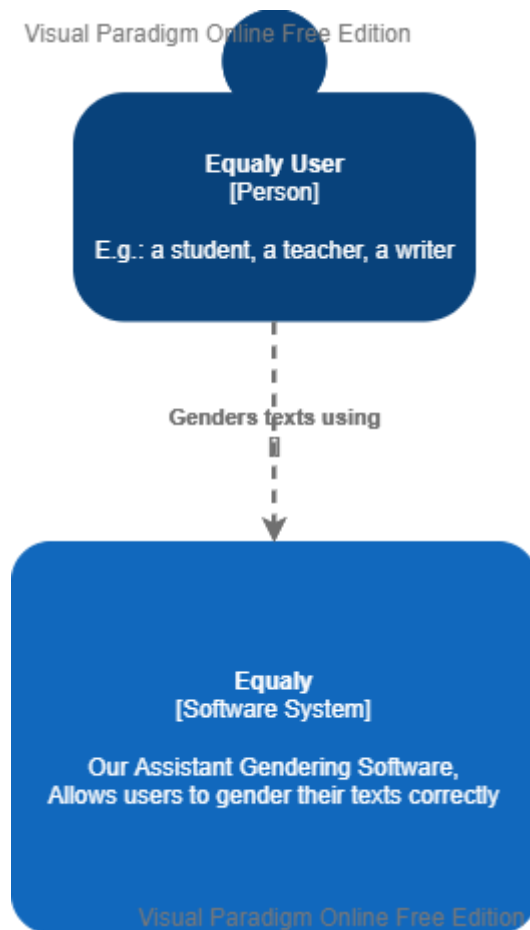 Visual Paradigm Online Free Edition
Equaly User
[Person]
E.g.: a student, a teacher, a writer
Genders texts using
[]
Equaly
[Software System]
Our Assistant Gendering Software,
Allows users to gender their texts correctly
Visual Paradigm Online Free Edition